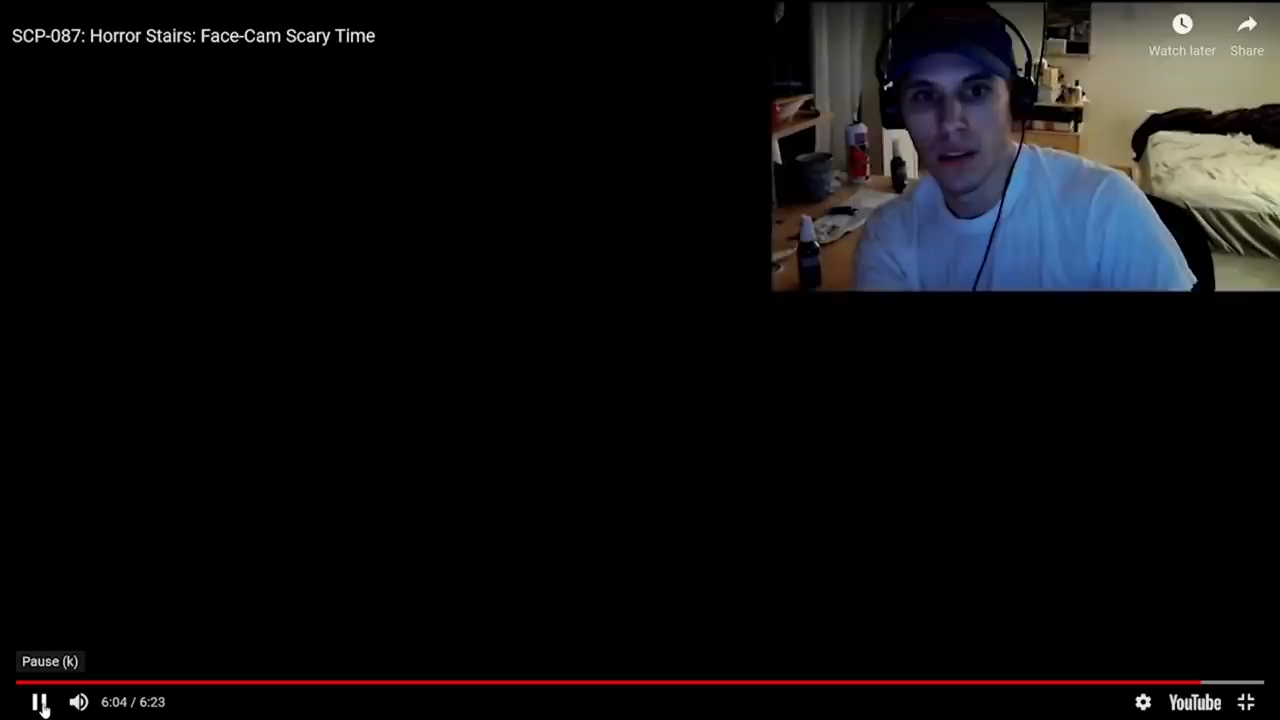 SCP-087: Horror Stairs: Face-Cam Scary Time
Watch later
Share
Pause (k)
6:04 / 6:23
YouTube